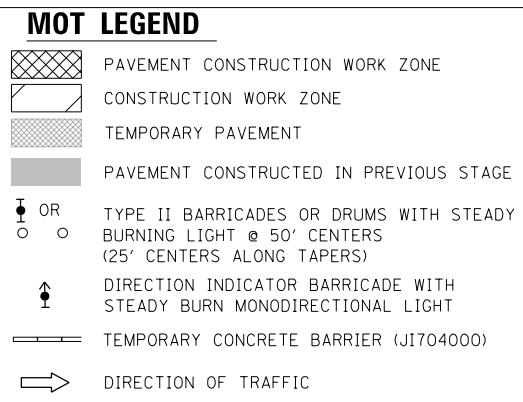 MOT LEGEND
PAVEMENT CONSTRUCTION WORK ZONE
CONSTRUCTION WORK ZONE
TEMPORARY PAVEMENT
PAVEMENT CONSTRUCTED IN PREVIOUS STAGE
OR
TYPE II BARRICADES OR DRUMS WITH STEADY
BURNING LIGHT @ 50' CENTERS
(25' CENTERS ALONG TAPERS)
DIRECTION INDICATOR BARRICADE WITH
STEADY BURN MONODIRECTIONAL LIGHT
TEMPORARY CONCRETE BARRIER (JI704000)
DIRECTION OF TRAFFIC